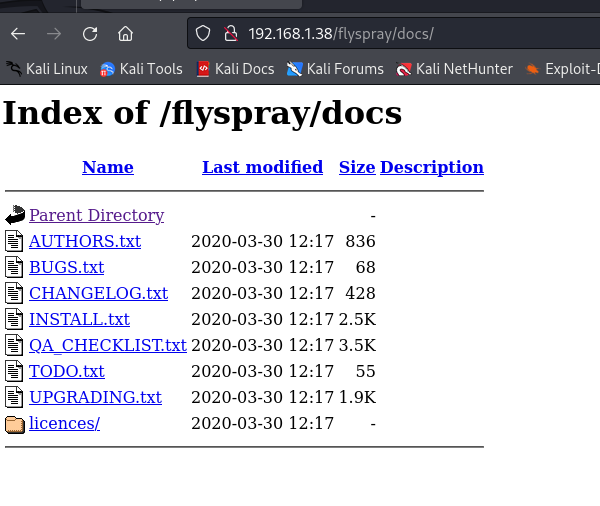 192.168.1.38/flyspray/docs/
Kali Linux Kali Tools Kali Docs Kali Forums Kali NetHunter Exploit-D
Index of /flyspray/docs
Name Last modified Size Description
Parent Directory -
AUTHORS.txt 2020-03-30 12:17 836
BUGS.txt 2020-03-30 12:17 68
CHANGELOG.txt 2020-03-30 12:17 428
INSTALL.txt 2020-03-30 12:17 2.5K
QA_CHECKLIST.txt 2020-03-30 12:17 3.5K
TODO.txt 2020-03-30 12:17 55
UPGRADING.txt 2020-03-30 12:17 1.9K
licences/ 2020-03-30 12:17 -